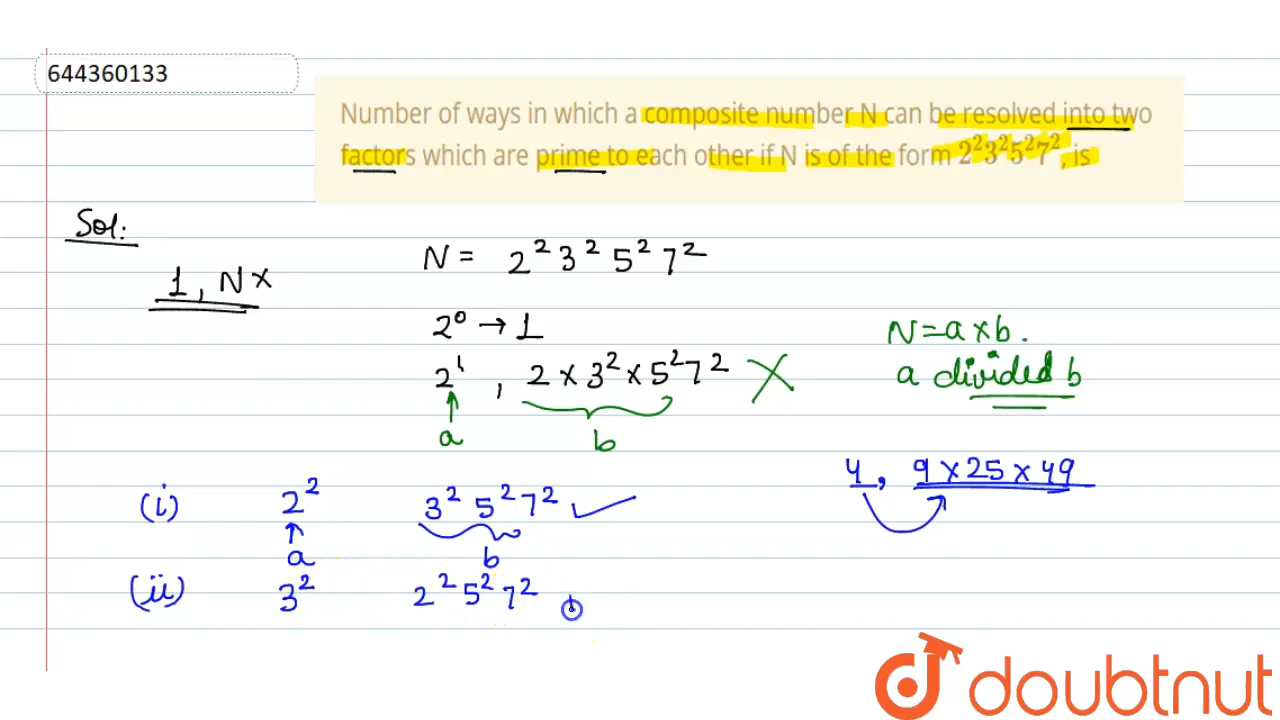 644360133
Number of ways in which a composite number N can be resolved into two
factors which are prime to each other if N is of the form 2²3²5²7², is
Sol:
N = 2² 3² 5² 7²
1, N ×
2⁰ → 1
N = a × b.
2¹, 2 × 3² × 5² 7² ×
a divided b
a b
4, 9 × 25 × 49
(i) 2² 3² 5² 7² ✓
a b
(ii) 3² 2² 5² 7²
doubtnut